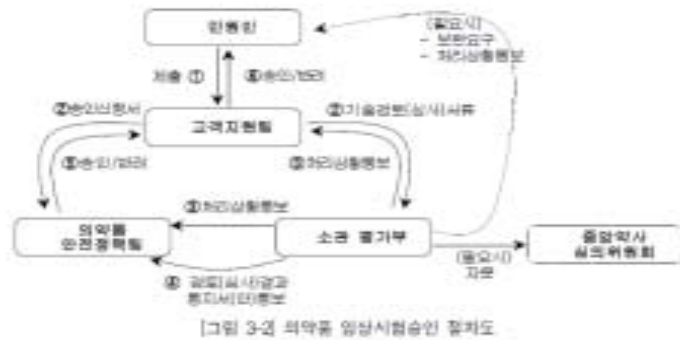 민원인
(필요시)
- 보완요구
- 처리상황통보
제출 ①
⑥승인/반려
②승인신청서
②기술검토(심사)서류
고객지원팀
⑤승인/반려
③처리상황통보
③처리상황통보
의약품
안전정책팀
소관 평가부
중앙약사
심의위원회
(필요시)
자문
④ 검토(심사)결과
통지서(안)통보
[그림 3-2] 의약품 임상시험승인 절차도